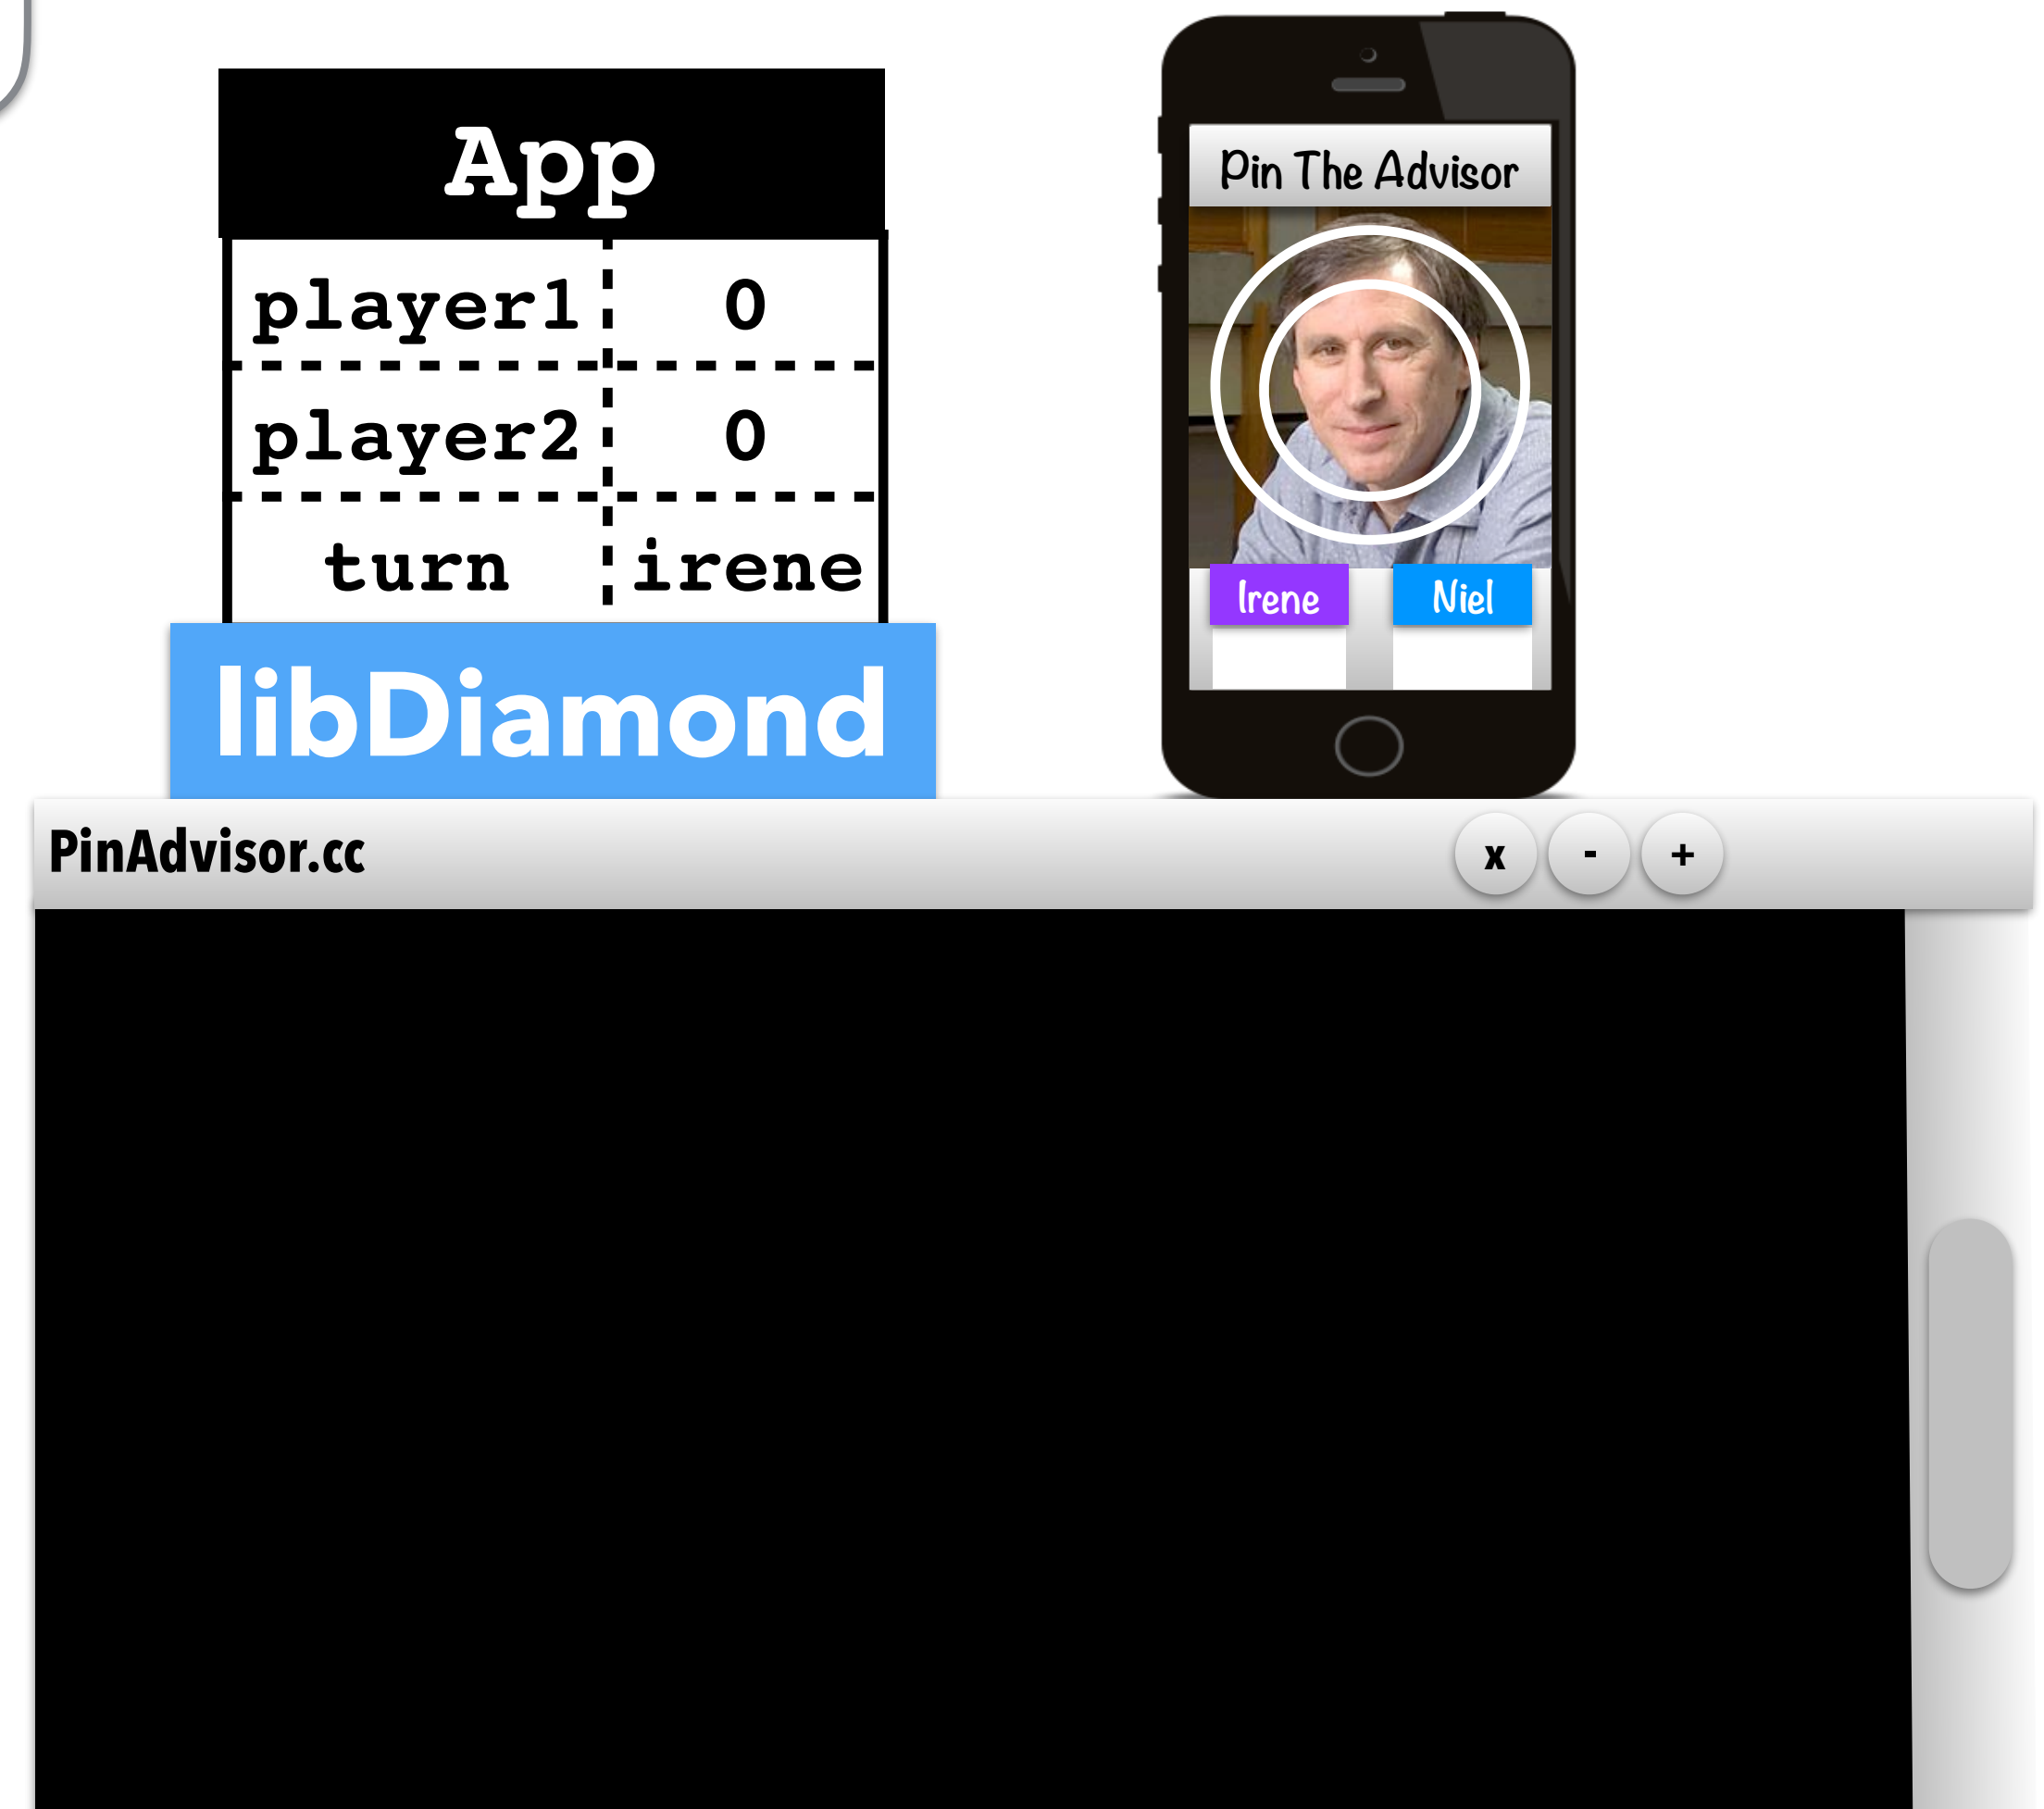 App
player1 0
player2 0
turn irene
libDiamond
Pin The Advisor
Irene Niel
PinAdvisor.cc
x - +